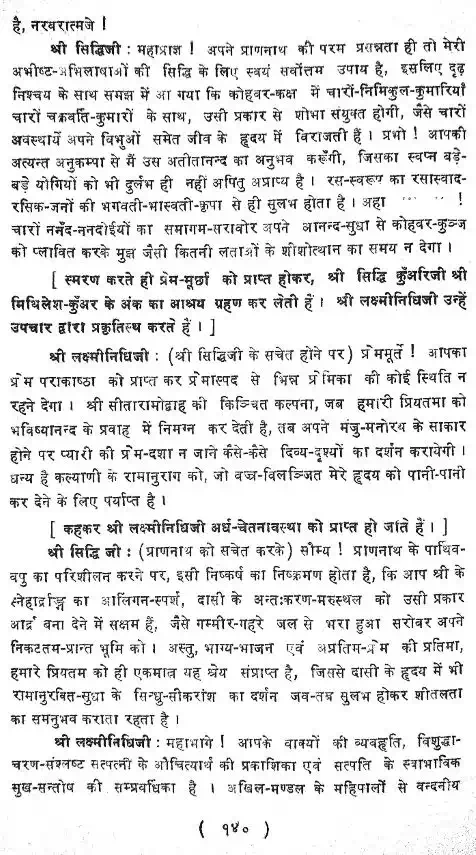 है, नरवरात्मजे !
श्री सिद्धिजी : महाप्राज्ञ ! अपने प्राणनाथ की परम प्रसन्नता ही तो मेरी
अभीष्ट-अभिलाषाओं की सिद्धि के लिए स्वयं सर्वोत्तम उपाय है, इसलिए दृढ़
निश्चय के साथ समझ में आ गया कि कोहवर-कक्ष में चारों-निमिकुल-कुमारियाँ
चारों चक्रवर्ति-कुमारों के साथ, उसी प्रकार से शोभा संयुक्त होगी, जैसे चारों
अवस्थायें अपने विभुओं समेत जीव के हृदय में विराजती हैं । प्रभो ! आपकी
अत्यन्त अनुकम्पा से मैं उस अतीतानन्द का अनुभव करूँगी, जिसका स्वप्न बड़े-
बड़े योगियों को भी दुर्लभ ही नहीं अपितु अप्राप्य है । रस-स्वरूप का रसास्वाद
रसिक-जनों की भगवती-भास्वती-कृपा से ही सुलभ होता है । अहा !
चारों ननँद-ननदोईयों का समागम-सरावोर अपने आनन्द-सुधा से कोहवर-कुञ्ज
को प्लावित करके मुझ जैसी कितनी लताओं के शीशोत्थान का समय न देगा ।
[ स्मरण करते ही प्रेम-मूर्छा को प्राप्त होकर, श्री सिद्धि कुँअरिजी श्री
मिथिलेश-कुँअर के अंक का आश्रय ग्रहण कर लेती हैं । श्री लक्ष्मीनिधिजी उन्हें
उपचार द्वारा प्रकृतिस्थ करते हैं । ]
श्री लक्ष्मीनिधिजी : (श्री सिद्धिजी के सचेत होने पर) प्रेममूर्ते ! आपका
प्रेम पराकाष्ठा को प्राप्त कर प्रेमास्पद से भिन्न प्रेमिका की कोई स्थिति न
रहने देगा । श्री सीतारामोद्वाह की किञ्चित कल्पना, जब हमारी प्रियतमा को
भविष्यानन्द के प्रवाह में निमग्न कर देती है, तब अपने मंजु-मनोरथ के साकार
होने पर प्यारी की प्रेम-दशा न जाने कैसे-कैसे दिव्य-दृश्यों का दर्शन करायेगी ।
धन्य है कल्याणी के रामानुराग को, जो वज्र-विलञ्जित मेरे हृदय को पानी-पानी
कर देने के लिए पर्याप्त है ।
[ कहकर श्री लक्ष्मीनिधिजी अर्ध-चेतनावस्था को प्राप्त हो जाते हैं । ]
श्री सिद्धि जी : (प्राणनाथ को सचेत करके) सौम्य ! प्राणनाथ के पार्थिव-
वपु का परिशीलन करने पर, इसी निष्कर्ष का निष्क्रमण होता है, कि आप श्री के
स्नेहार्द्राङ्ग का आलिंगन-स्पर्श, दासी के अन्तःकरण-मरुस्थल को उसी प्रकार
आर्द्र बना देने में सक्षम हैं, जैसे गम्भीर-गहरे जल से भरा हुआ सरोवर अपने
निकटतम-प्रान्त भूमि को । अस्तु, भाग्य-भाजन एवं अप्रतिम-प्रेम की प्रतिमा,
हमारे प्रियतम को ही एकमात्र यह श्रेय संप्राप्त है, जिससे दासी के हृदय में भी
रामानुरक्ति-सुधा के सिन्धु-सीकरांश का दर्शन जव-तव सुलभ होकर शीतलता
का समनुभव कराता रहता है ।
श्री लक्ष्मीनिधिजी : महाभागे ! आपके वाक्यों की व्यवहृति, विशुद्धा-
चरण-संश्लष्ट सत्पत्नी के औचित्यार्थ की प्रकाशिका एवं सत्पति के स्वाभाविक
सुख-सन्तोष की सम्प्रवर्धिका है । अखिल-मण्डल के महिपालों से वन्दनीय
( १४० )